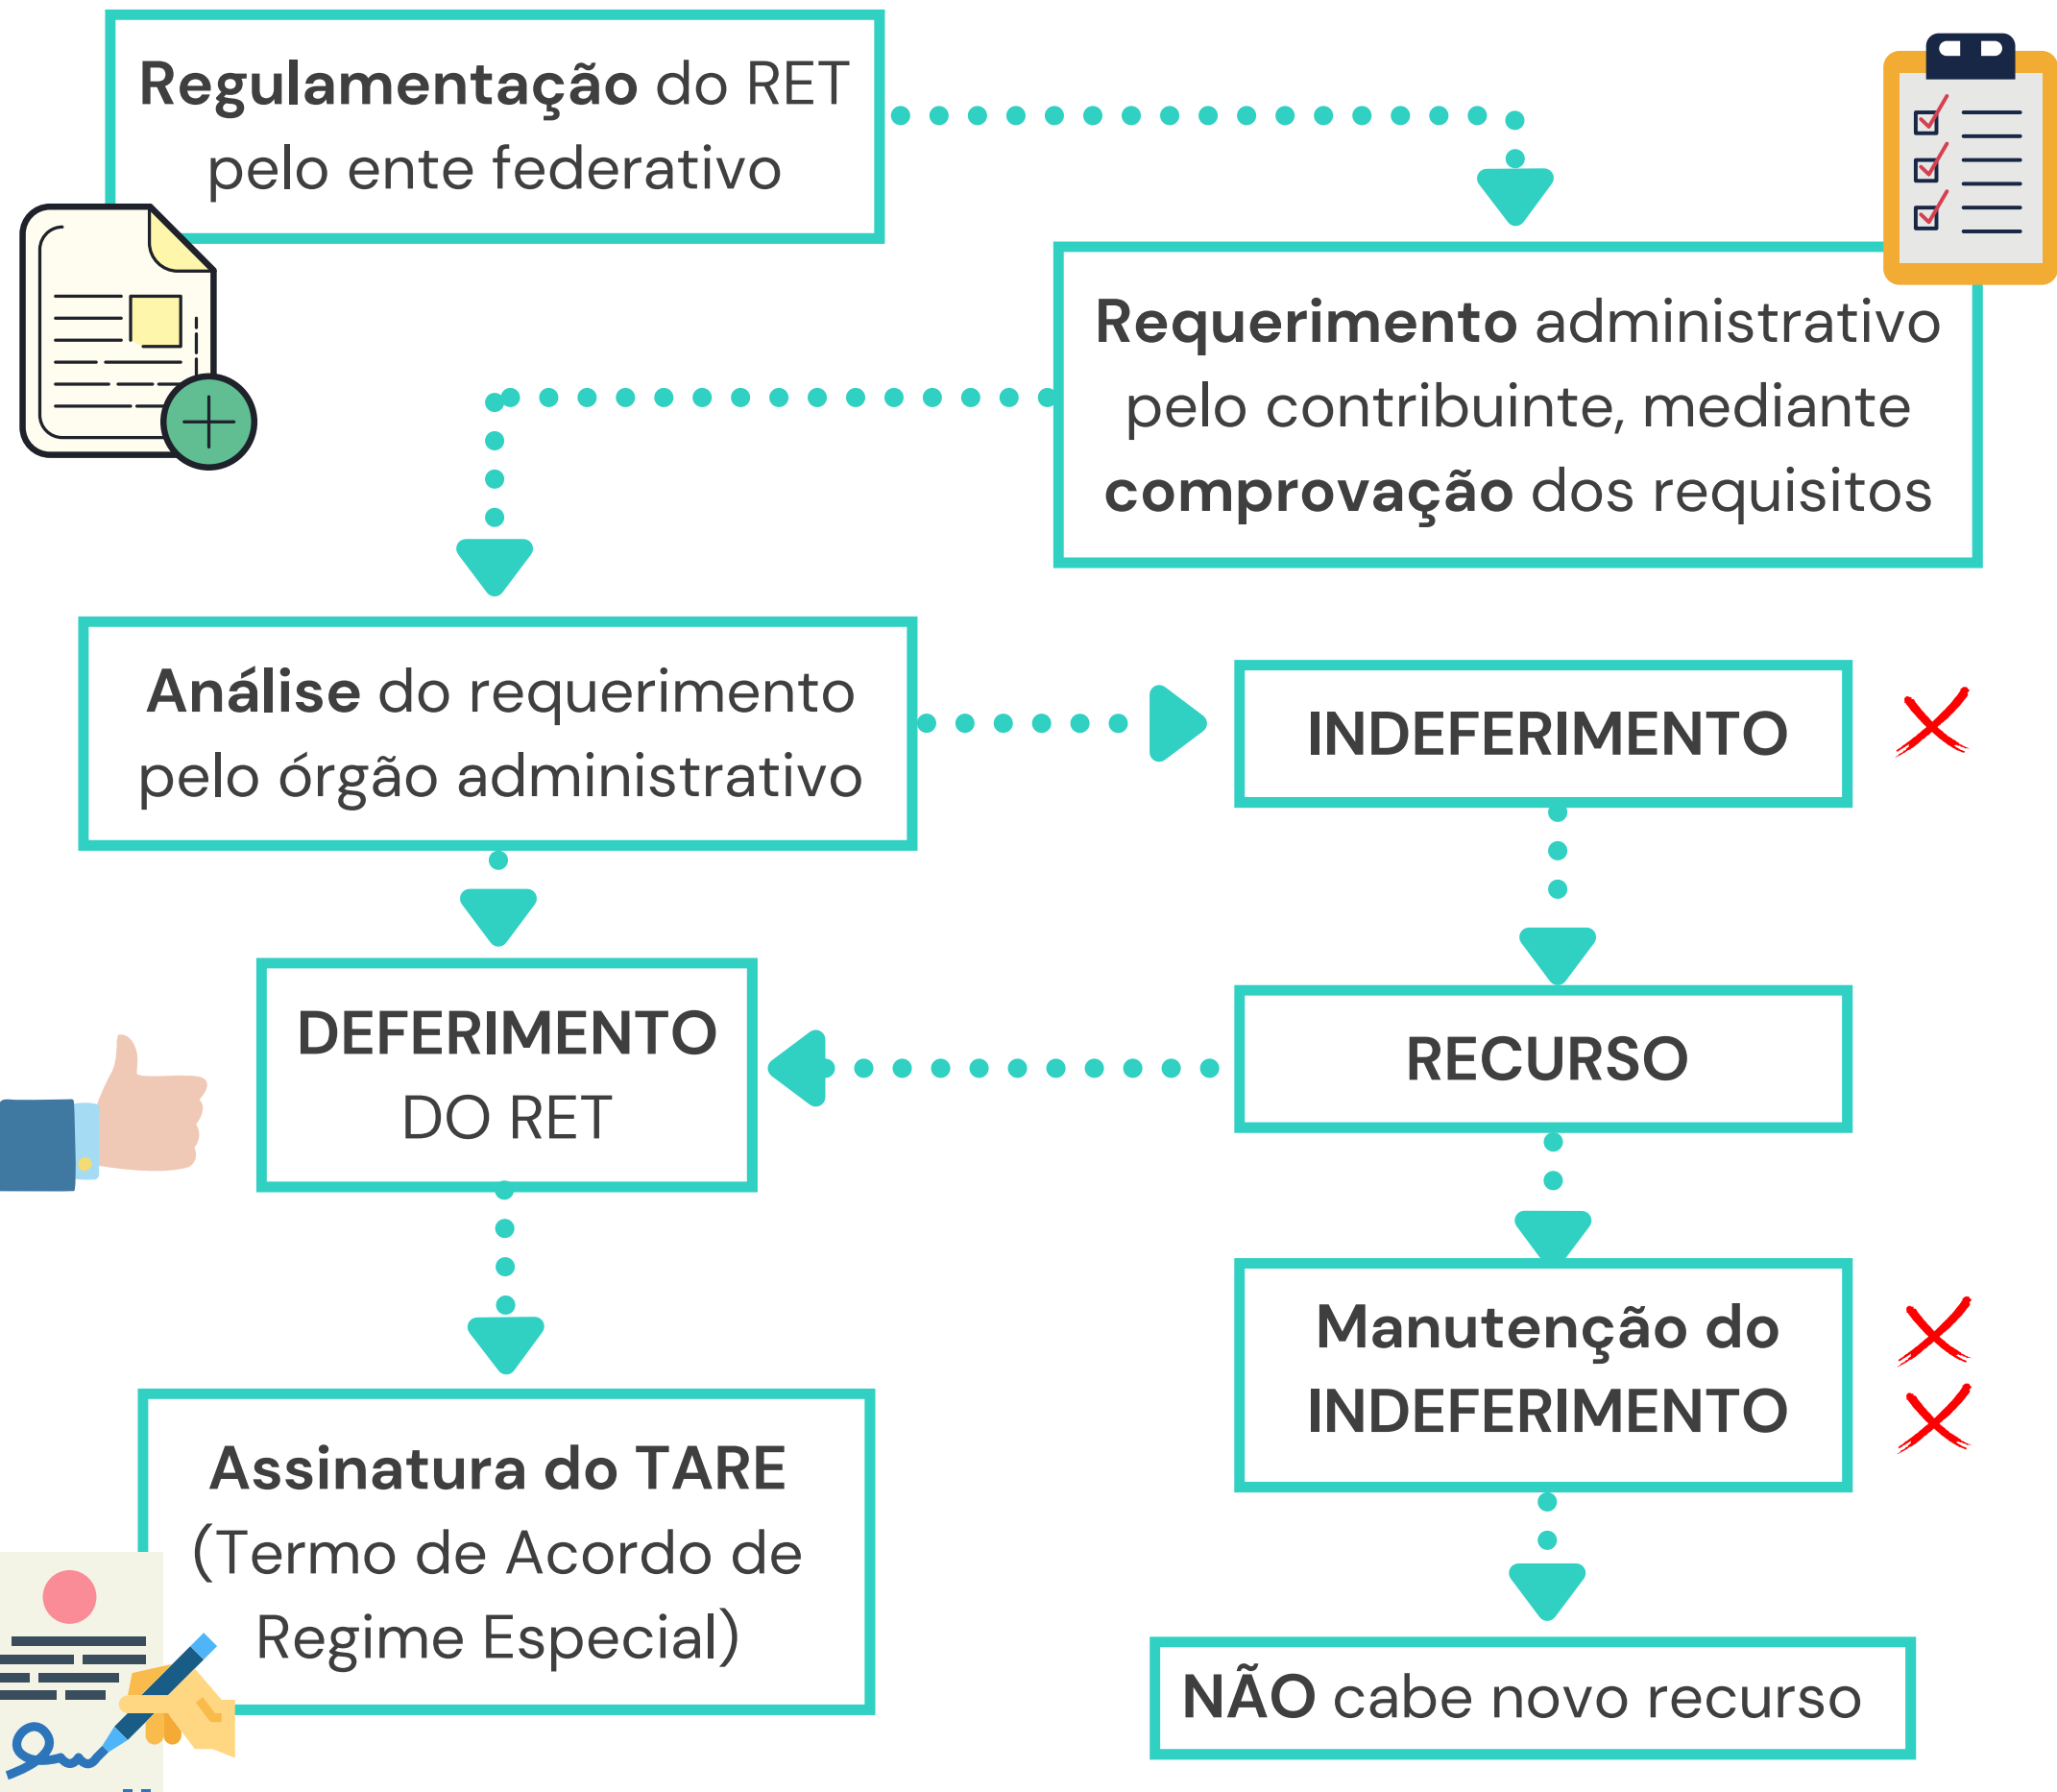 Regulamentação do RET
pelo ente federativo
Requerimento administrativo
pelo contribuinte, mediante
comprovação dos requisitos
Análise do requerimento
pelo órgão administrativo
INDEFERIMENTO
DEFERIMENTO
DO RET
RECURSO
Manutenção do
INDEFERIMENTO
Assinatura do TARE
(Termo de Acordo de
Regime Especial)
NÃO cabe novo recurso